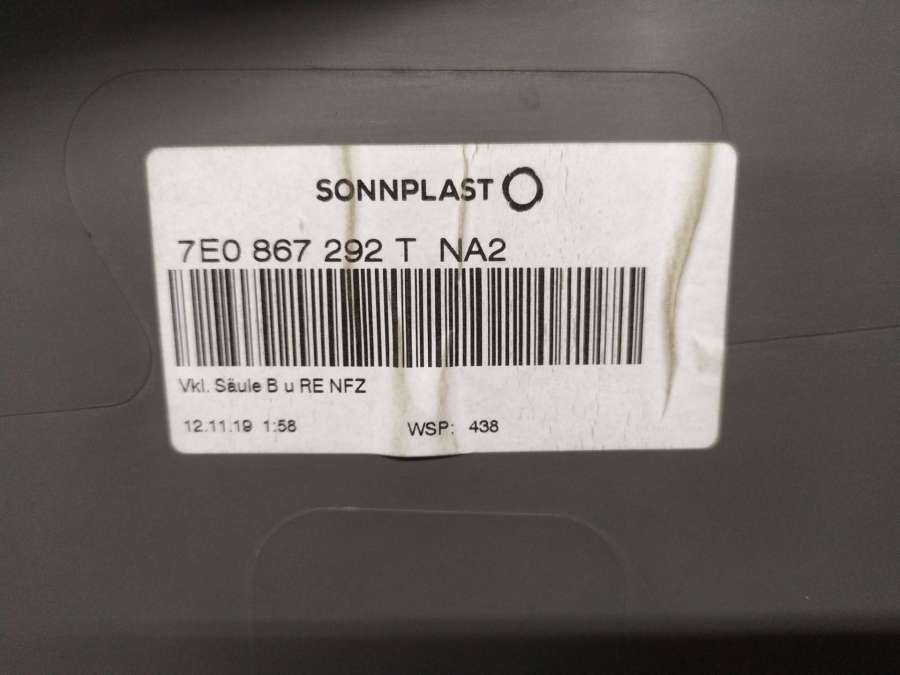 SONNPLAST
7E0 867 292 T NA2
Vkl. Säule B u RE NFZ
12.11.19 1:58 WSP: 438